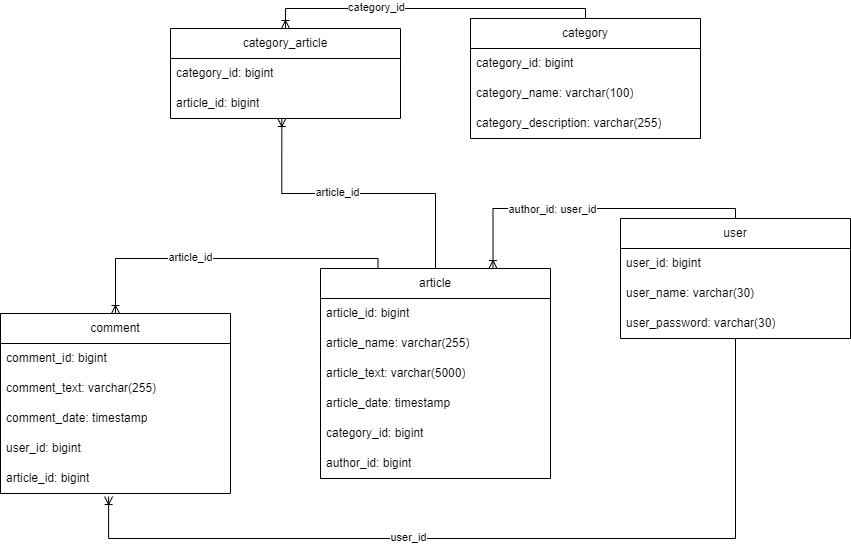 category_id
category_article
category_id: bigint
article_id: bigint
category
category_id: bigint
category_name: varchar(100)
category_description: varchar(255)
article_id
author_id: user_id
user
user_id: bigint
user_name: varchar(30)
user_password: varchar(30)
article_id
article
article_id: bigint
article_name: varchar(255)
article_text: varchar(5000)
article_date: timestamp
category_id: bigint
author_id: bigint
comment
comment_id: bigint
comment_text: varchar(255)
comment_date: timestamp
user_id: bigint
article_id: bigint
user_id